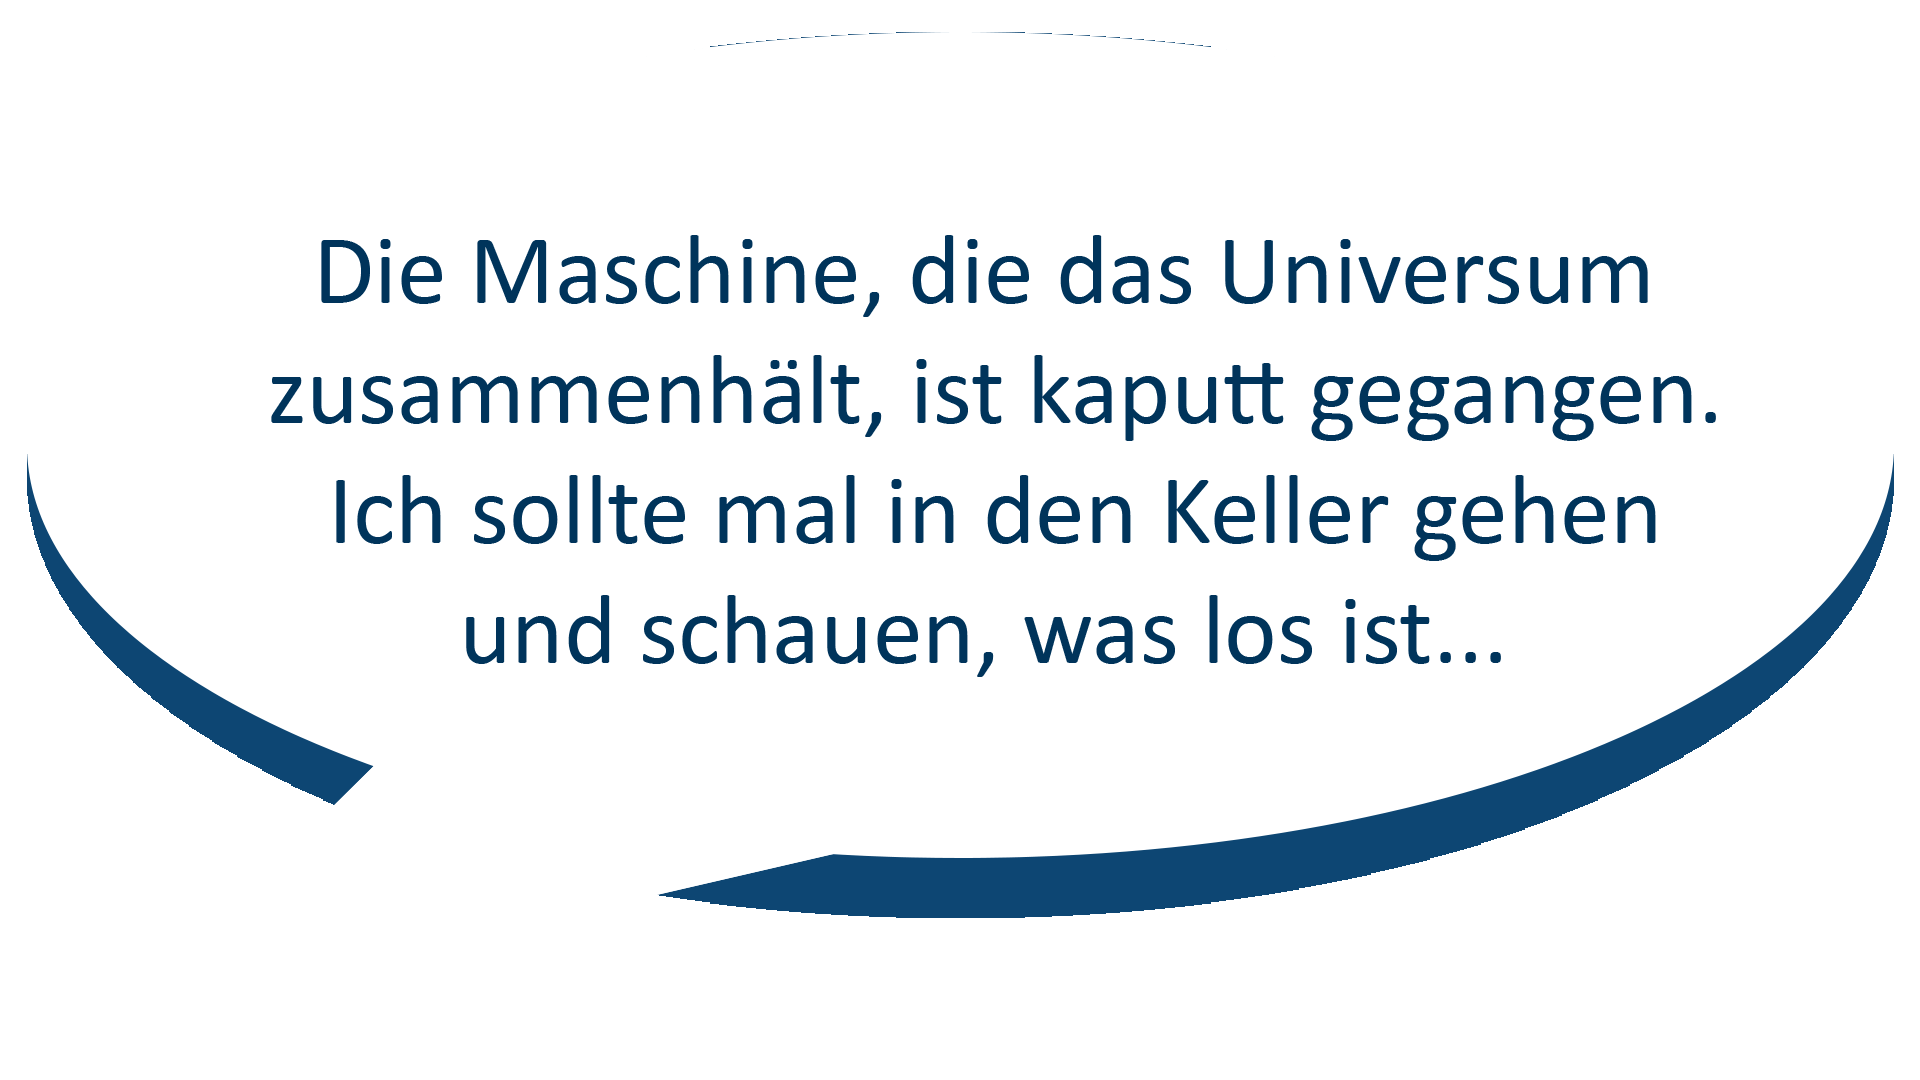 Die Maschine, die das Universum
zusammenhält, ist kaputt gegangen.
Ich sollte mal in den Keller gehen
und schauen, was los ist...